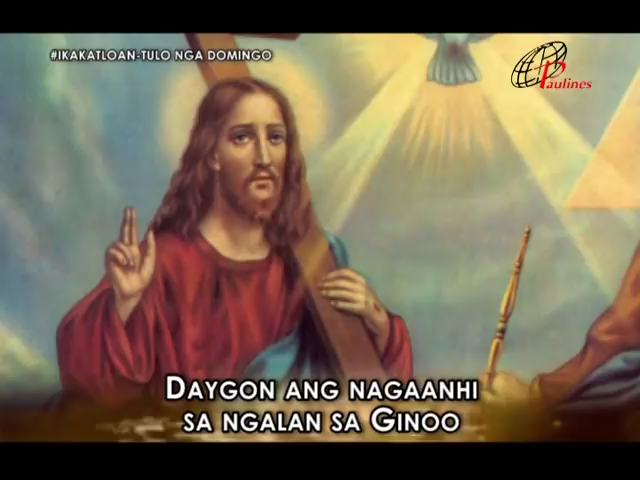 #IKAKATLOAN-TULO NGA DOMINGO
Paulines
DAYGON ANG NAGAANHI
SA NGALAN SA GINOO